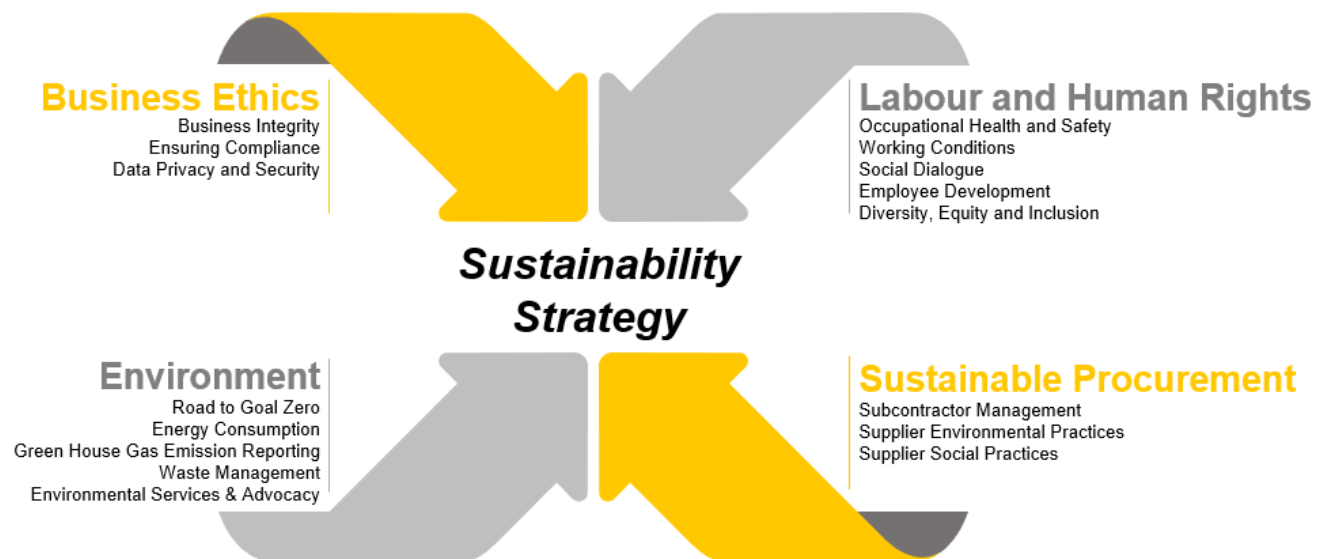 Business Ethics
Business Integrity
Ensuring Compliance
Data Privacy and Security
Labour and Human Rights
Occupational Health and Safety
Working Conditions
Social Dialogue
Employee Development
Diversity, Equity and Inclusion
Sustainability
Strategy
Environment
Road to Goal Zero
Energy Consumption
Green House Gas Emission Reporting
Waste Management
Environmental Services & Advocacy
Sustainable Procurement
Subcontractor Management
Supplier Environmental Practices
Supplier Social Practices